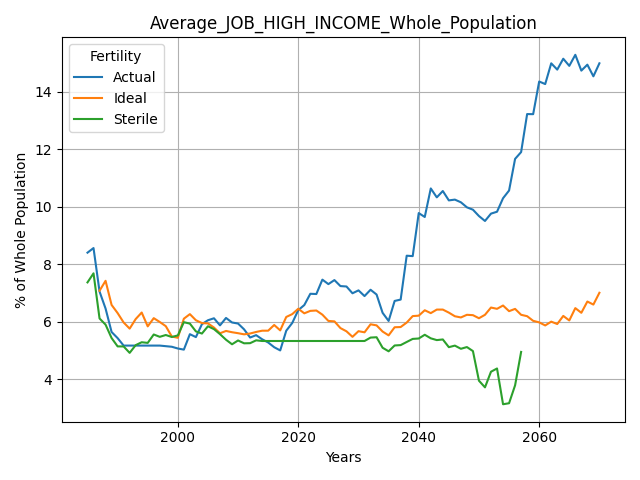 Average_JOB_HIGH_INCOME_Whole_Population
Fertility
Actual
Ideal
Sterile
% of Whole Population
14
12
10
8
6
4
2000 2020 2040 2060
Years